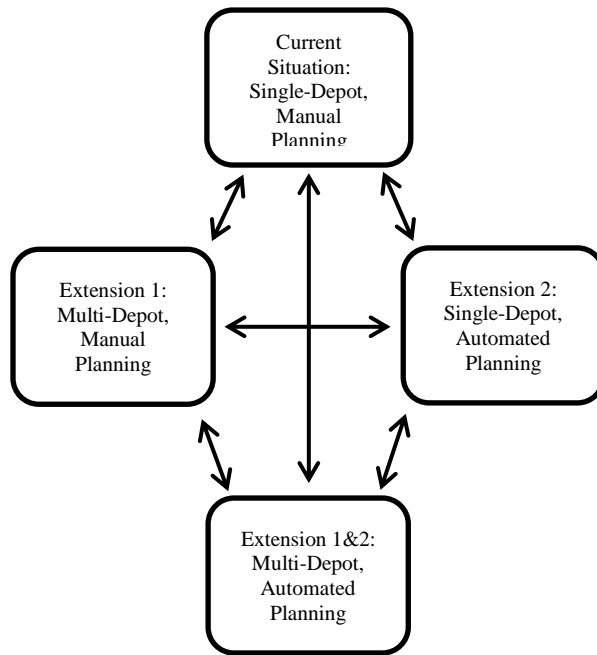 Current
Situation:
Single-Depot,
Manual
Planning
Extension 1:
Multi-Depot,
Manual
Planning
Extension 2:
Single-Depot,
Automated
Planning
Extension 1&2:
Multi-Depot,
Automated
Planning